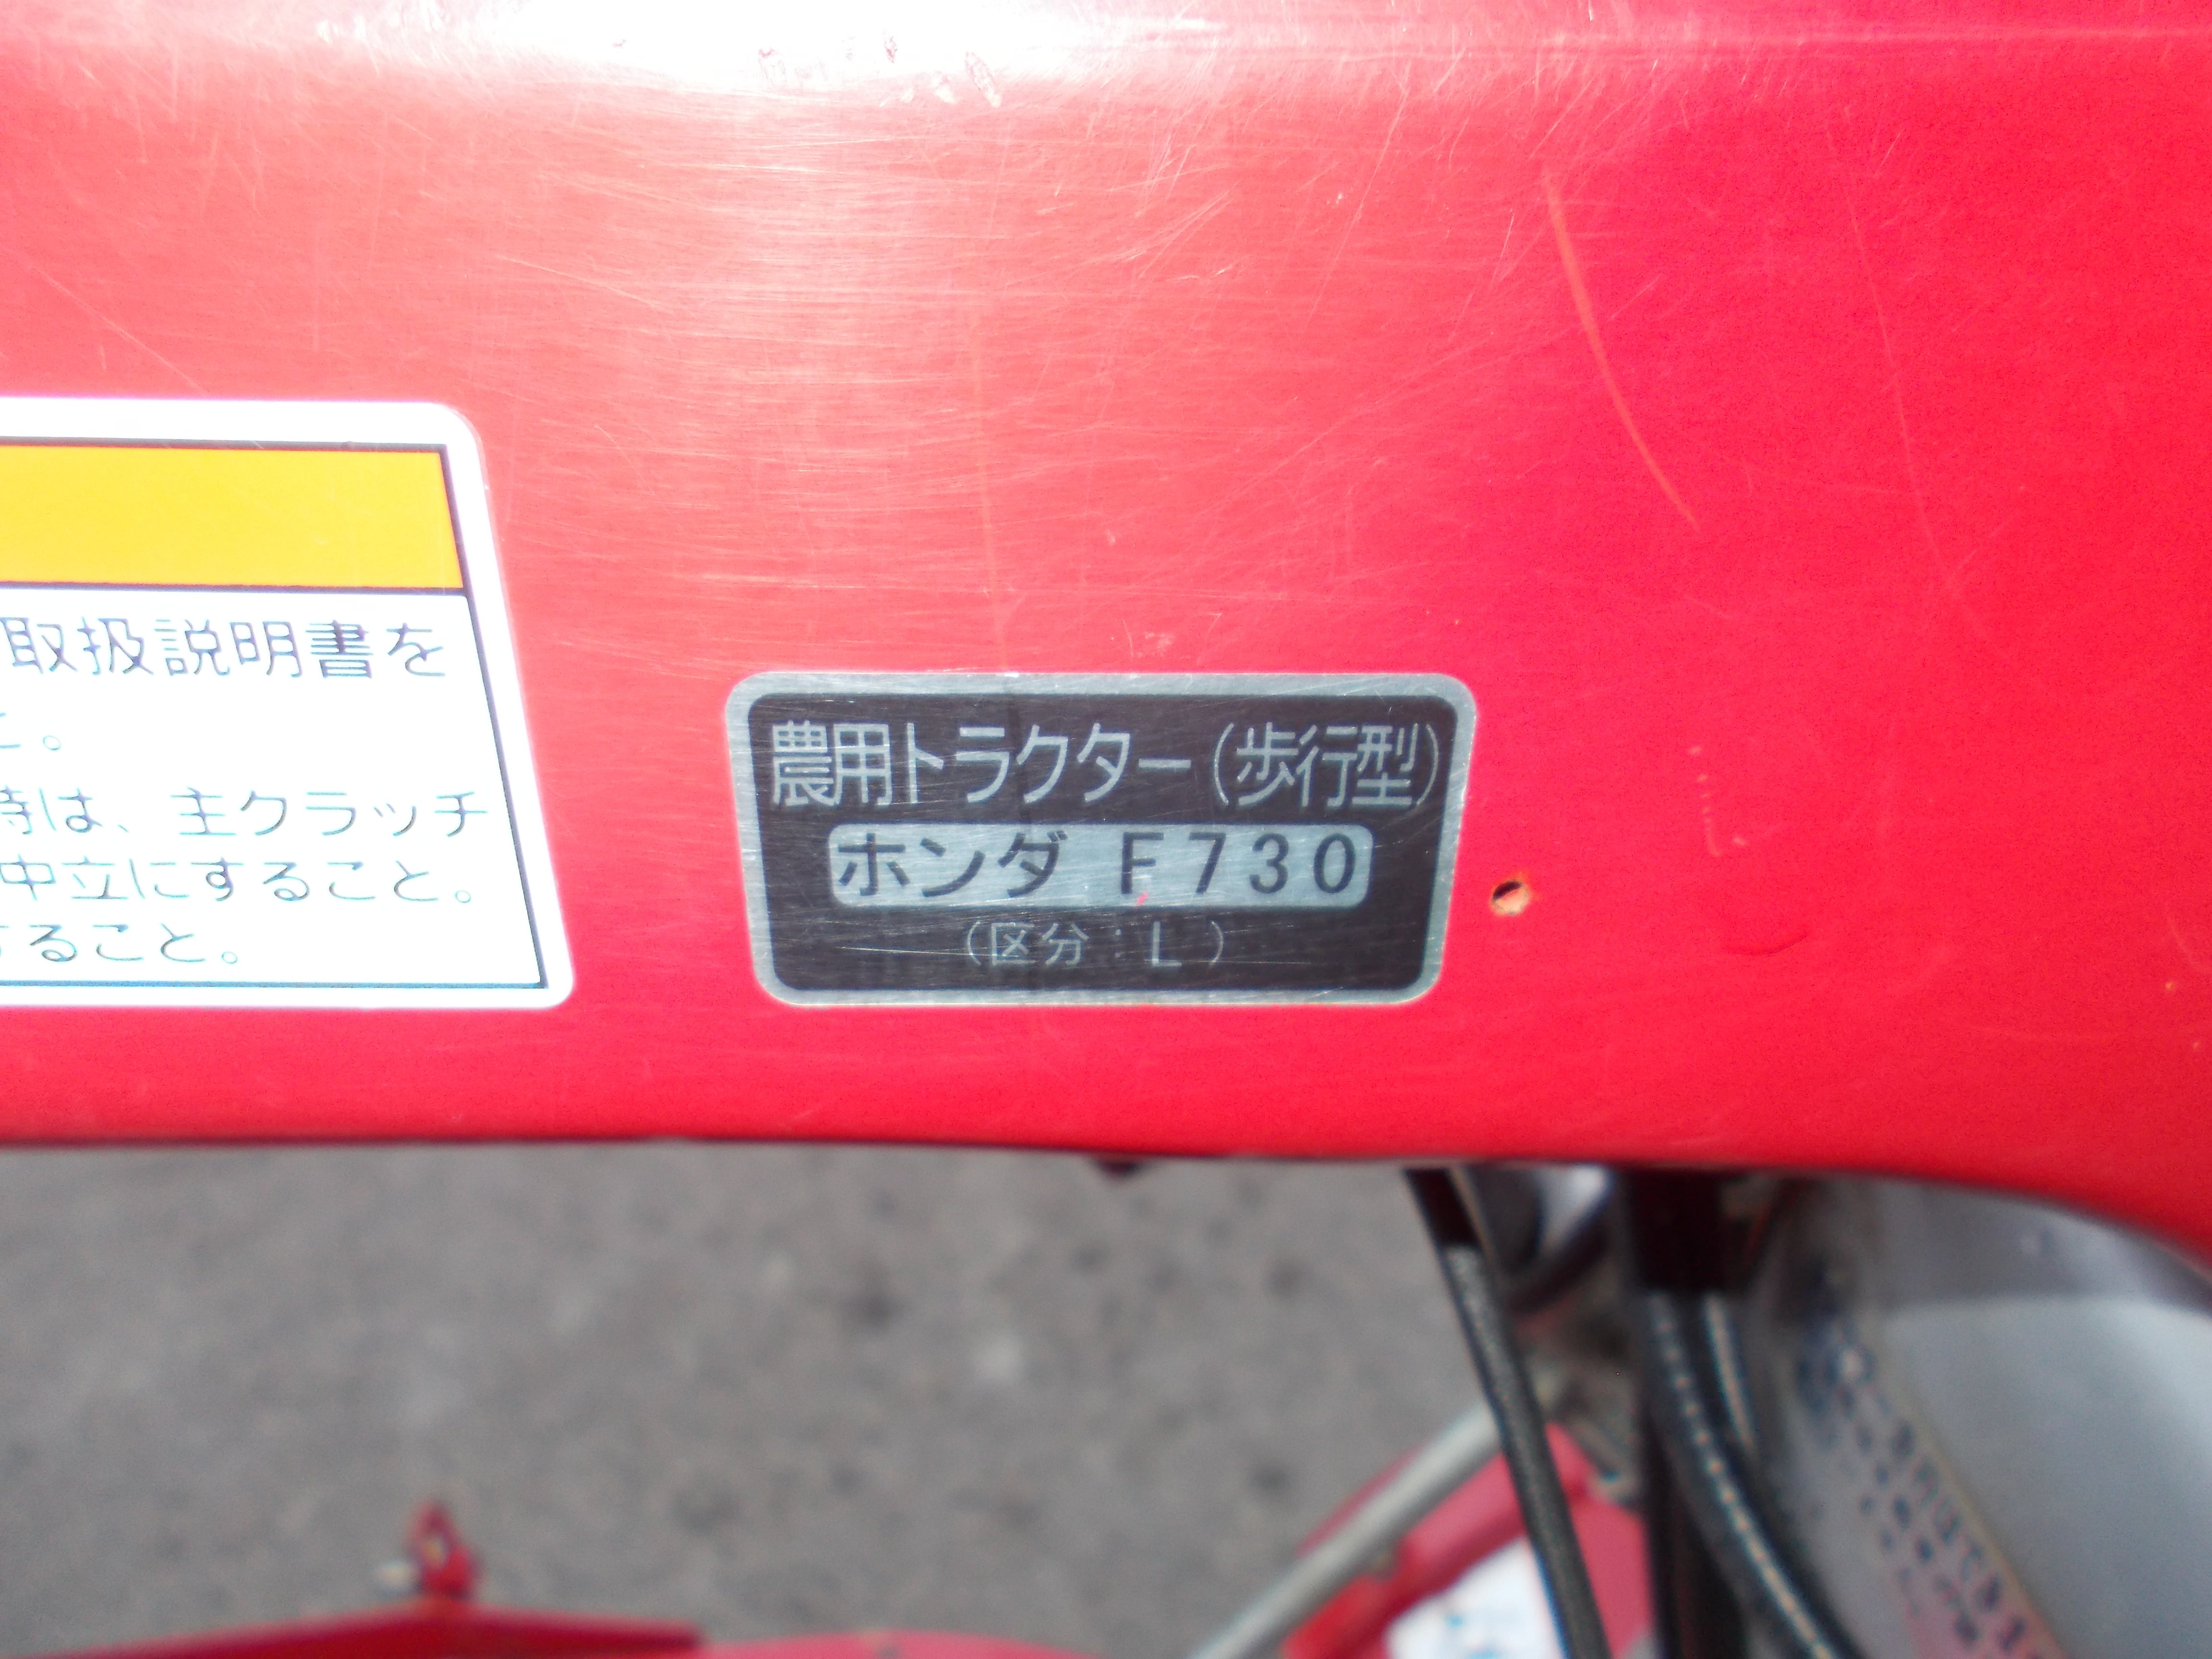 取扱説明書を
こと。
時は、主クラッチ
中立にすること。
すること。
農用トラクター(歩行型)
ホンダ F730
(区分:L)